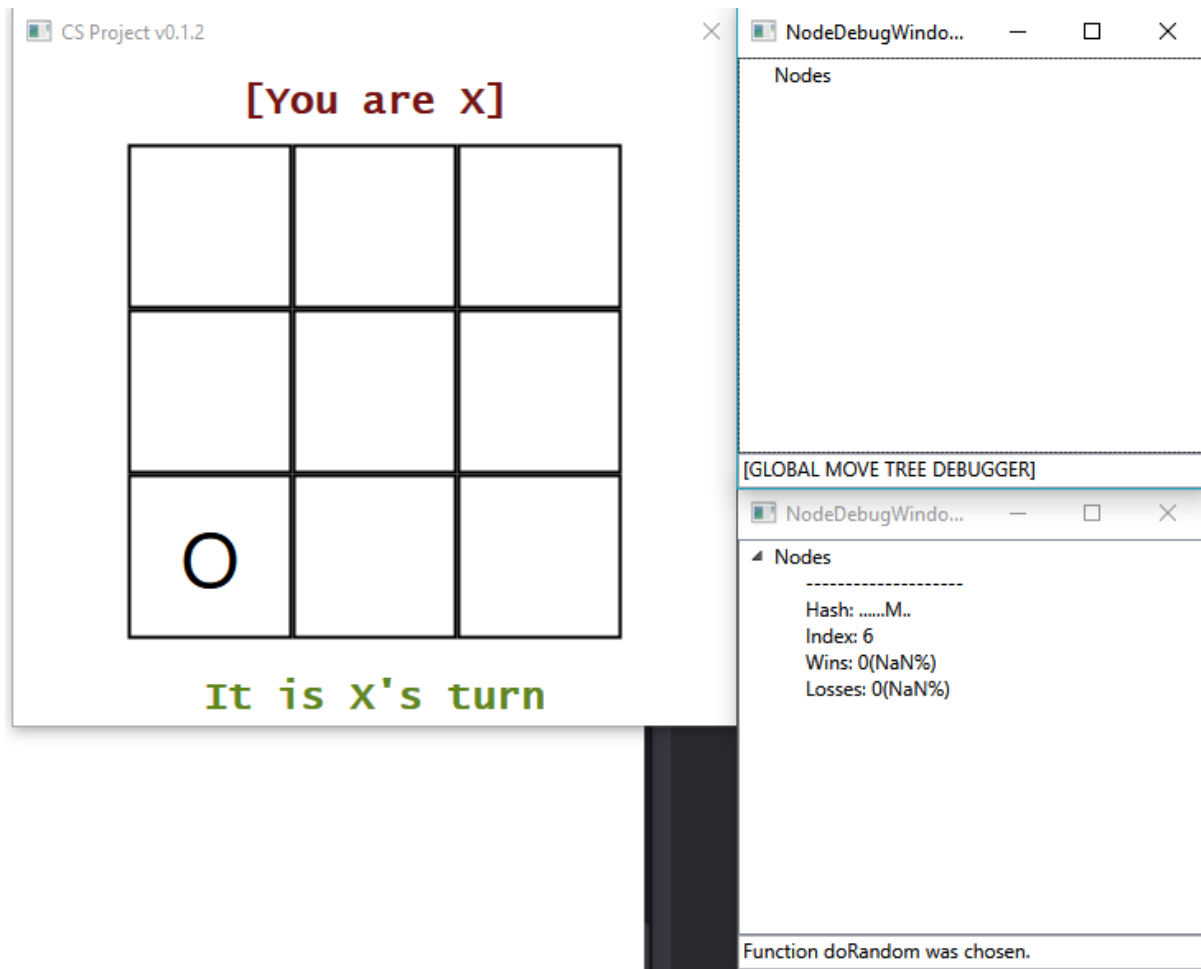 CS Project v0.1.2
[You are X]
O
It is X's turn
NodeDebugWindo...
Nodes
[GLOBAL MOVE TREE DEBUGGER]
NodeDebugWindo...
Nodes
--------------------
Hash: ......M..
Index: 6
Wins: 0(NaN%)
Losses: 0(NaN%)
Function doRandom was chosen.